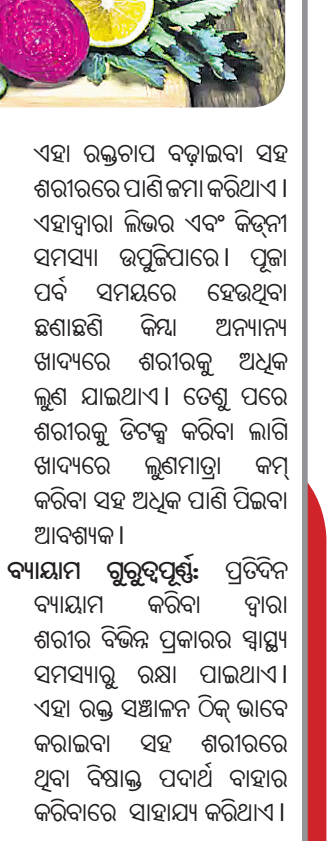 ଏହା ରକ୍ତଚାପ ବଢ଼ାଇବା ସହ
ଶରୀରରେ ପାଣି ଜମା କରିଥାଏ ।
ଏହାଦ୍ୱାରା ଲିଭର ଏବଂ କିଡ୍‌ନୀ
ସମସ୍ୟା ଉପୁଜିପାରେ । ପୂଜା
ପର୍ବ ସମୟରେ ହେଉଥିବା
ଛଣାଛଣି କିମ୍ବା ଅନ୍ୟାନ୍ୟ
ଖାଦ୍ୟରେ ଶରୀରକୁ ଅଧିକ
ଲୁଣ ଯାଇଥାଏ । ତେଣୁ ପରେ
ଶରୀରକୁ ଡିଟକ୍ସ କରିବା ଲାଗି
ଖାଦ୍ୟରେ ଲୁଣମାତ୍ରା କମ୍
କରିବା ସହ ଅଧିକ ପାଣି ପିଇବା
ଆବଶ୍ୟକ ।
ବ୍ୟାୟାମ ଗୁରୁତ୍ୱପୂର୍ଣ୍ଣ: ପ୍ରତିଦିନ
ବ୍ୟାୟାମ କରିବା ଦ୍ୱାରା
ଶରୀର ବିଭିନ୍ନ ପ୍ରକାରର ସ୍ୱାସ୍ଥ୍ୟ
ସମସ୍ୟାରୁ ରକ୍ଷା ପାଇଥାଏ ।
ଏହା ରକ୍ତ ସଞ୍ଚାଳନ ଠିକ୍ ଭାବେ
କରାଇବା ସହ ଶରୀରରେ
ଥିବା ବିଷାକ୍ତ ପଦାର୍ଥ ବାହାର
କରିବାରେ ସାହାଯ୍ୟ କରିଥାଏ ।